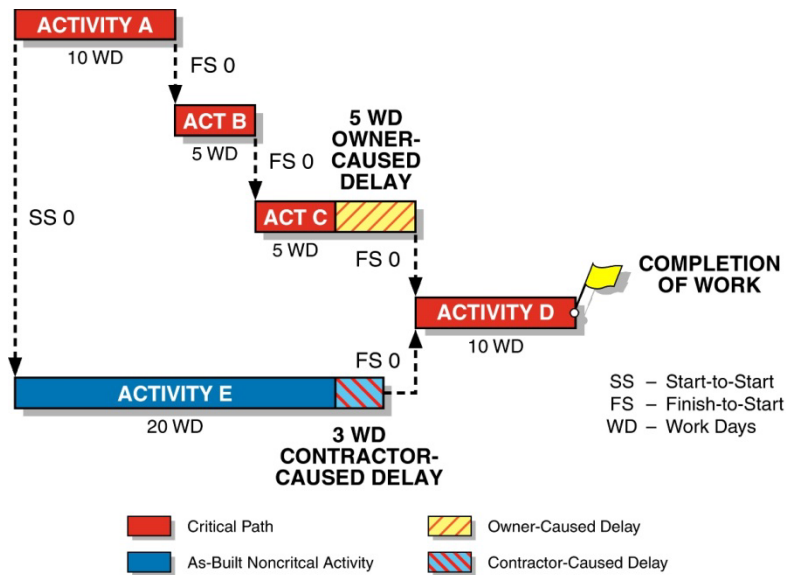 ACTIVITY A
10 WD
FS 0
ACT B
5 WD
FS 0
5 WD
OWNER-
CAUSED
DELAY
SS 0
ACT C
5 WD
FS 0
COMPLETION
OF WORK
ACTIVITY D
10 WD
FS 0
ACTIVITY E
20 WD
3 WD
CONTRACTOR-
CAUSED DELAY
SS – Start-to-Start
FS – Finish-to-Start
WD – Work Days
Critical Path
Owner-Caused Delay
As-Built Noncritcal Activity
Contractor-Caused Delay